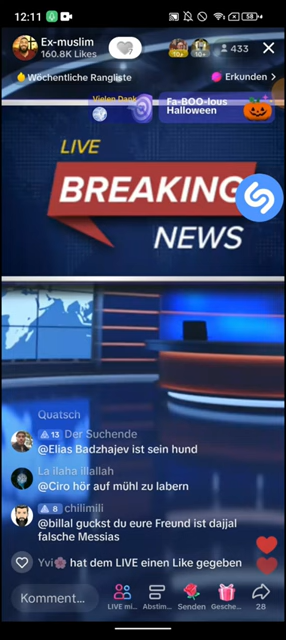 12:11
58
Ex-muslim
160.8K Likes
10+
10+
433
Wöchentliche Rangliste
Erkunden >
Vielen Dank
Fa-BOO-lous
Halloween
LIVE
BREAKING
NEWS
Quatsch
13 Der Suchende
@Elias Badzhajev ist sein hund
La ilaha illallah
@Ciro hör auf mühl zu labern
8 chilimili
@billal guckst du eure Freund ist dajjal
falsche Messias
Yvi🌸 hat dem LIVE einen Like gegeben
Komment...
LIVE mi...
Abstim...
Senden
Gesche...
28